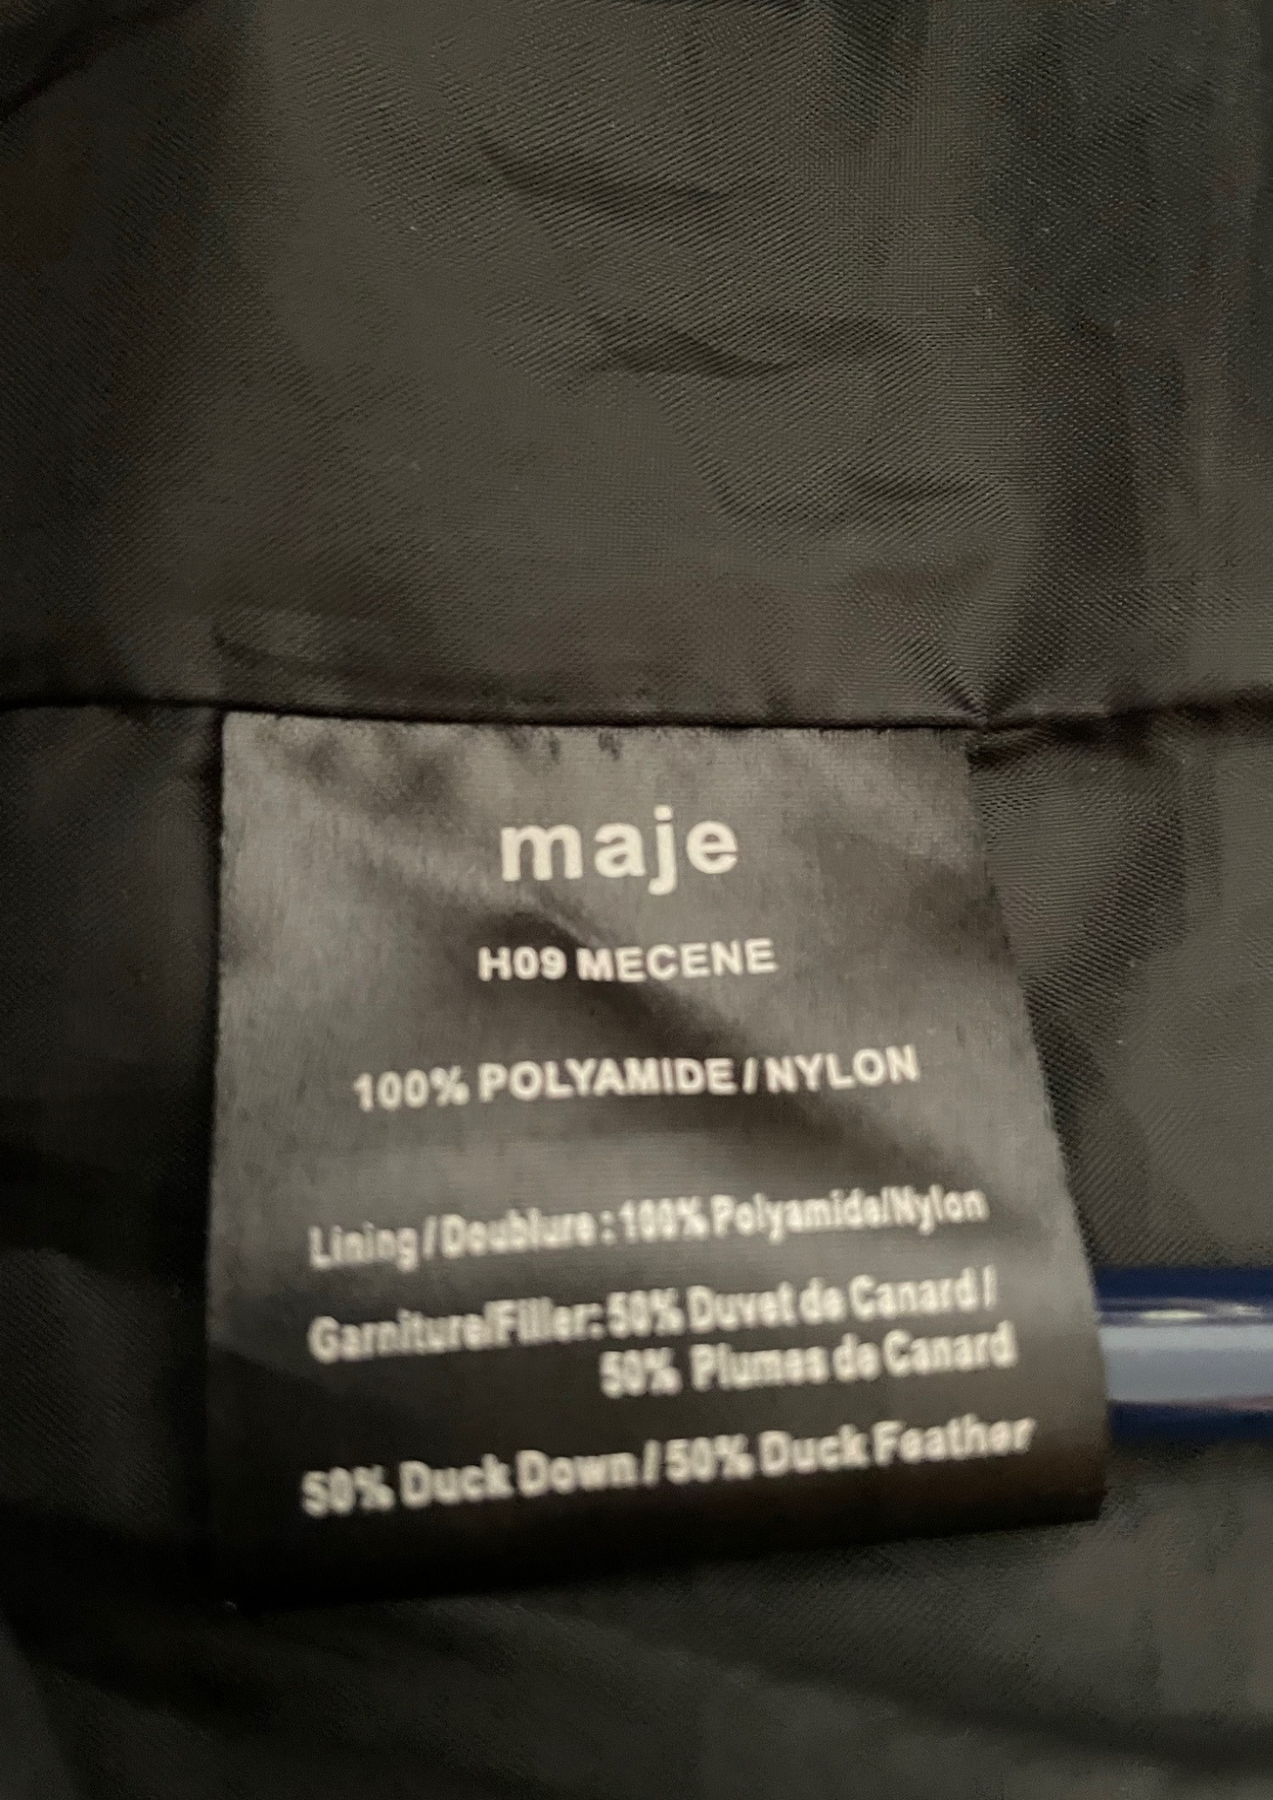 maje
H09 MECENE
100% POLYAMIDE / NYLON
Lining / Doublure : 100% Polyamide/Nylon
Garniture/Filler: 50% Duvet de Canard /
50% Plumes de Canard
50% Duck Down / 50% Duck Feather